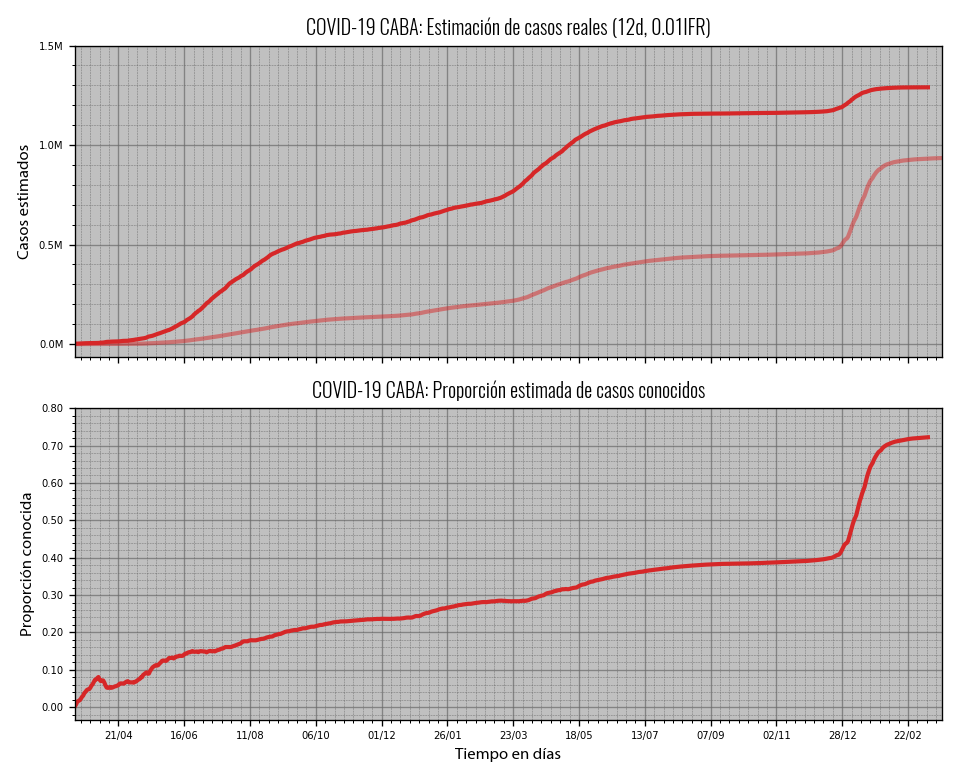 COVID-19 CABA: Estimación de casos reales (12d, 0.01IFR)
1.5M
1.0M
0.5M
0.0M
Casos estimados
COVID-19 CABA: Proporción estimada de casos conocidos
0.80
0.70
0.60
0.50
0.40
0.30
0.20
0.10
0.00
Proporción conocida
21/04 16/06 11/08 06/10 01/12 26/01 23/03 18/05 13/07 07/09 02/11 28/12 22/02
Tiempo en días